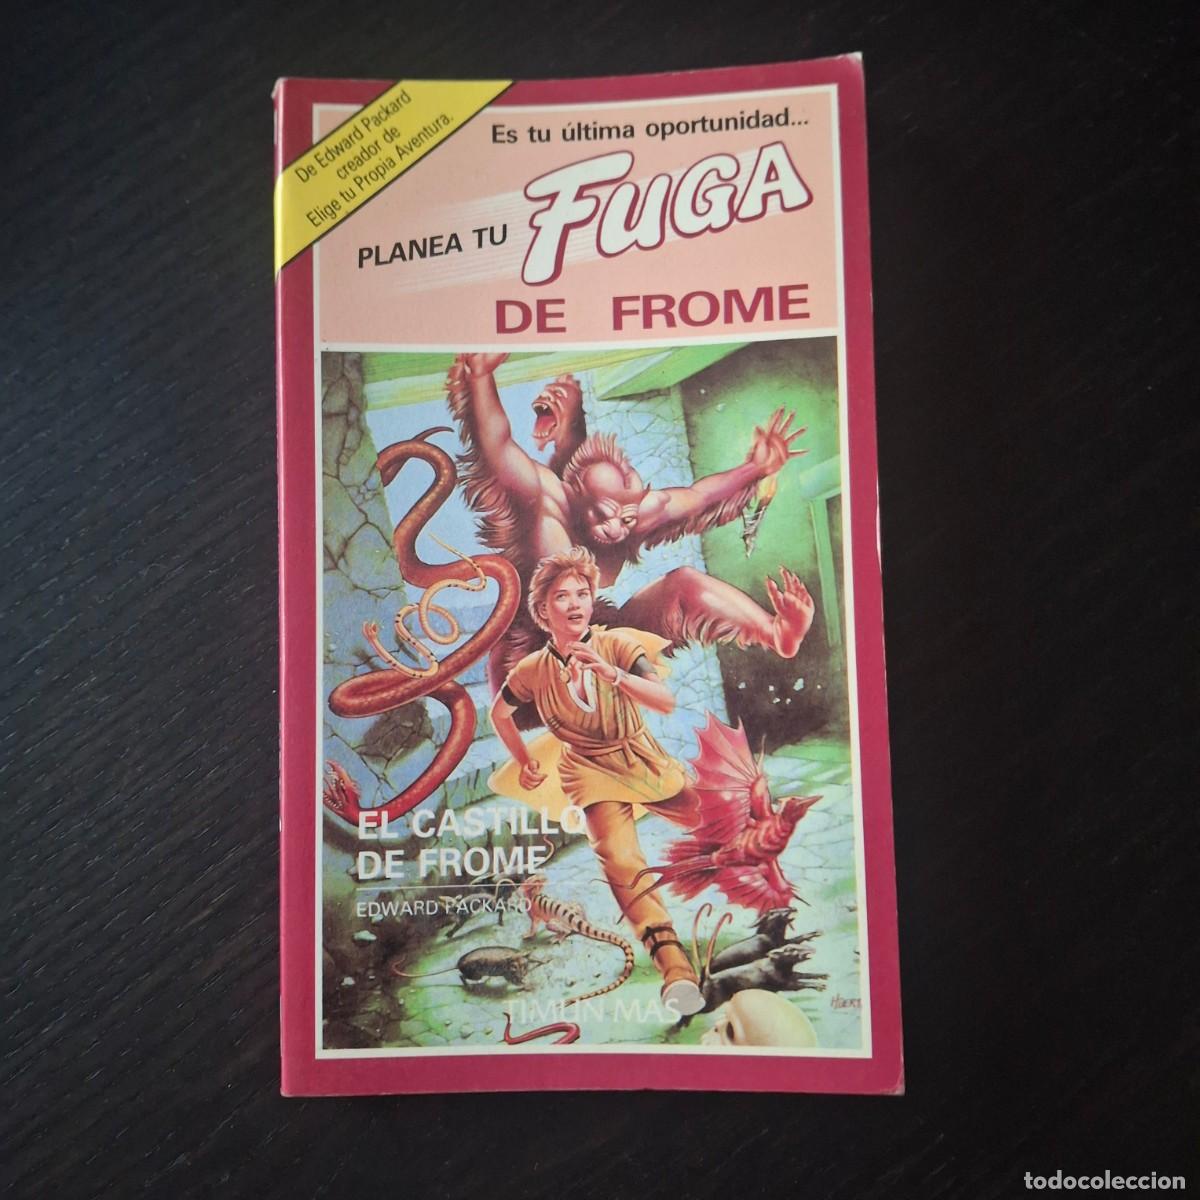 De Edward Packard
creador de
Elige tu Propia Aventura.
Es tu última oportunidad...
PLANEA TU FUGA
DE FROME
EL CASTILLO
DE FROME
EDWARD PACKARD
TIMUN MAS
todocoleccion